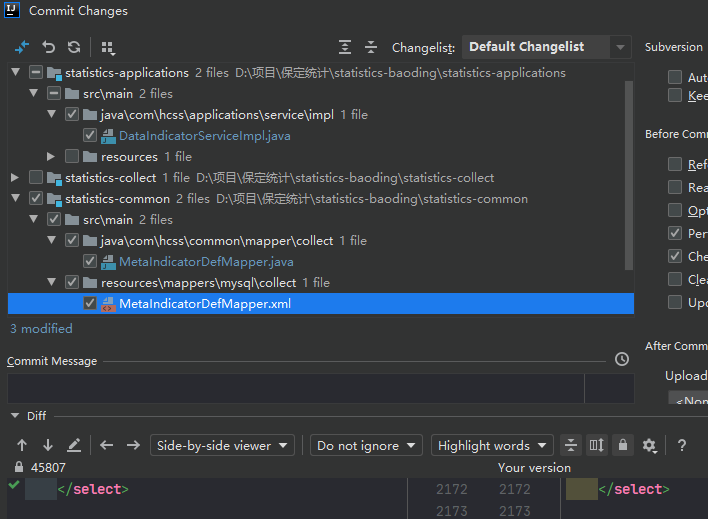 IJ Commit Changes
Changelist: Default Changelist
Subversion
statistics-applications 2 files D:\项目\保定统计\statistics-baoding\statistics-applications
Aut
src\main 2 files
Kee
java\com\hcss\applications\service\impl 1 file
DataIndicatorServiceImpl.java
Before Comm
resources 1 file
Refo
statistics-collect 1 file D:\项目\保定统计\statistics-baoding\statistics-collect
Rea
statistics-common 2 files D:\项目\保定统计\statistics-baoding\statistics-common
Opt
src\main 2 files
Per
java\com\hcss\common\mapper\collect 1 file
Che
MetaIndicatorDefMapper.java
resources\mappers\mysql\collect 1 file
Clea
MetaIndicatorDefMapper.xml
Upd
3 modified
After Comm
Commit Message
Upload
<Non
Diff
Side-by-side viewer
Do not ignore
Highlight words
?
45807
Your version
</select> 2172 2172 </select>
2173 2173